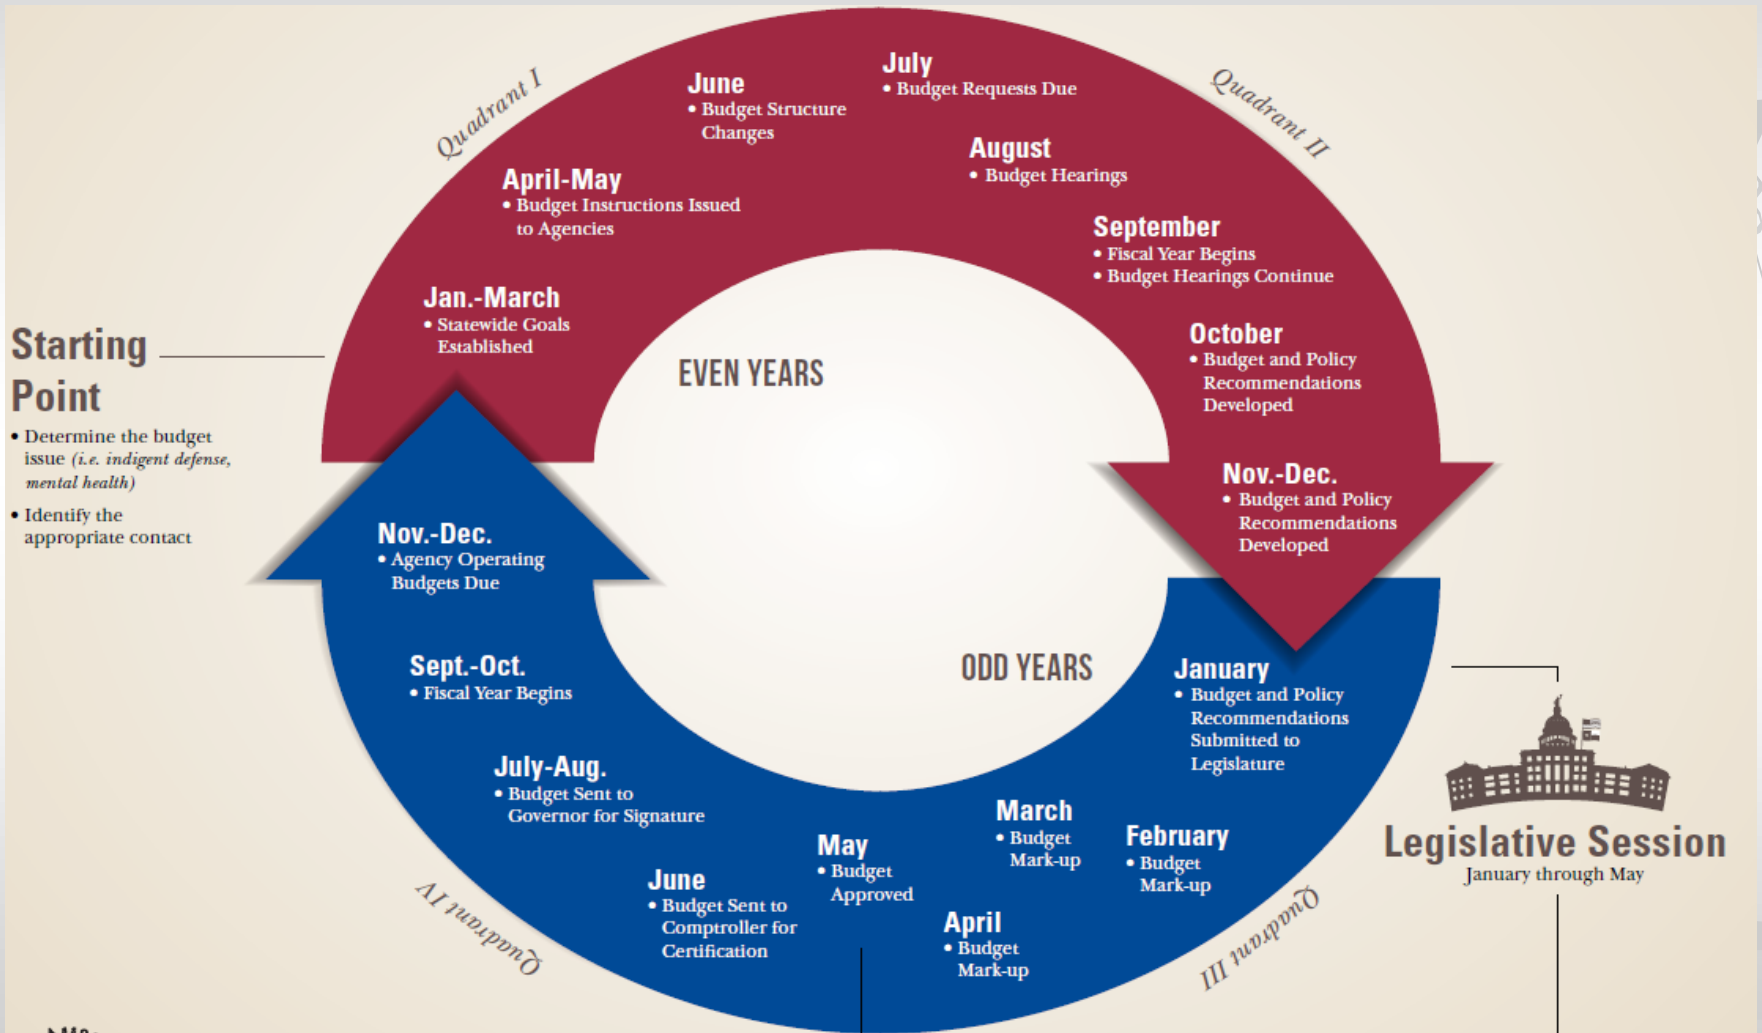 Quadrant I
June
• Budget Structure
Changes
July
• Budget Requests Due
Quadrant II
April-May
• Budget Instructions Issued
to Agencies
August
• Budget Hearings
September
• Fiscal Year Begins
• Budget Hearings Continue
Jan.-March
• Statewide Goals
Established
October
• Budget and Policy
Recommendations
Developed
Starting
Point
• Determine the budget
issue (i.e. indigent defense,
mental health)
• Identify the
appropriate contact
EVEN YEARS
Nov.-Dec.
• Budget and Policy
Recommendations
Developed
Nov.-Dec.
• Agency Operating
Budgets Due
ODD YEARS
January
• Budget and Policy
Recommendations
Submitted to
Legislature
Sept.-Oct.
• Fiscal Year Begins
July-Aug.
• Budget Sent to
Governor for Signature
March
• Budget
Mark-up
February
• Budget
Mark-up
May
• Budget
Approved
June
• Budget Sent to
Comptroller for
Certification
April
• Budget
Mark-up
Legislative Session
January through May
Quadrant IV
Quadrant III